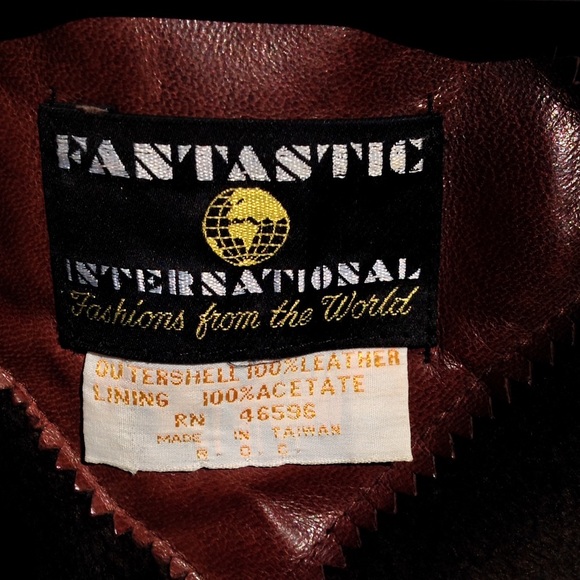 FANTASTIC
INTERNATIONAL
Fashions from the World
OUTERSHELL 100% LEATHER
LINING 100% ACETATE
RN 46596
MADE IN TAIWAN
R. O. C.